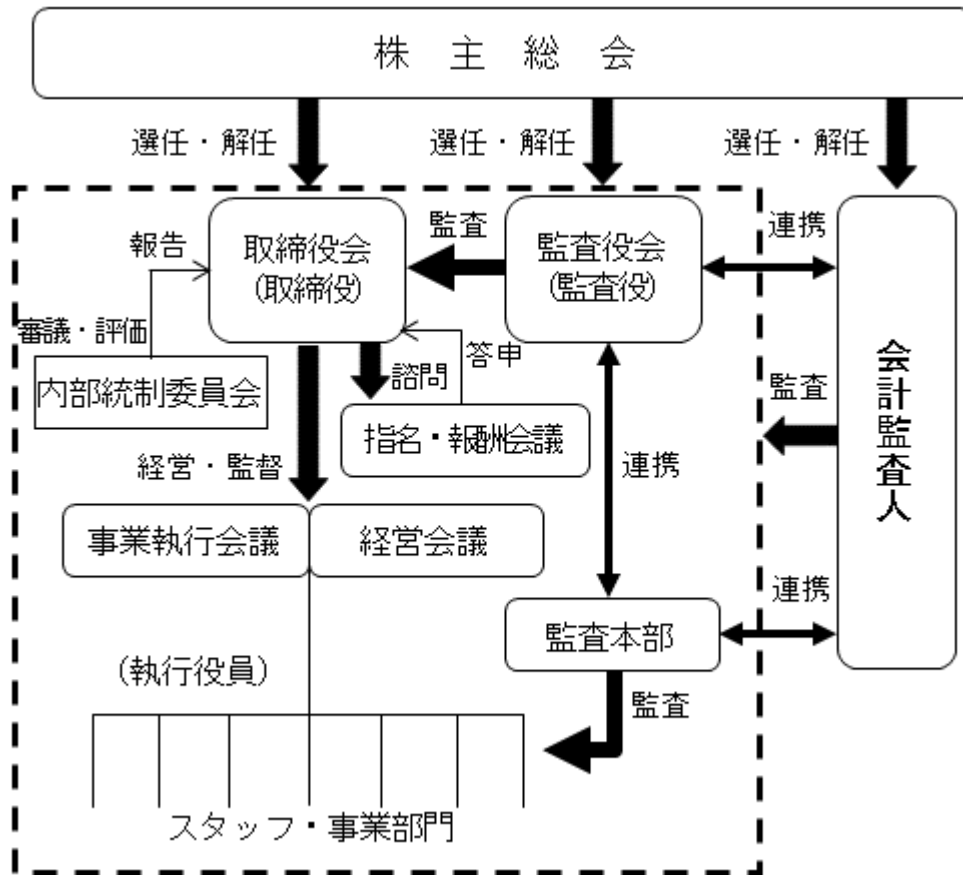 株主総会
選任・解任
選任・解任
選任・解任
取締役会
(取締役)
監査
監査役会
(監査役)
連携
報告
審議・評価
内部統制委員会
諮問
答申
指名・報酬会議
会計監査人
監査
経営・監督
連携
事業執行会議
経営会議
連携
監査本部
(執行役員)
監査
スタッフ・事業部門